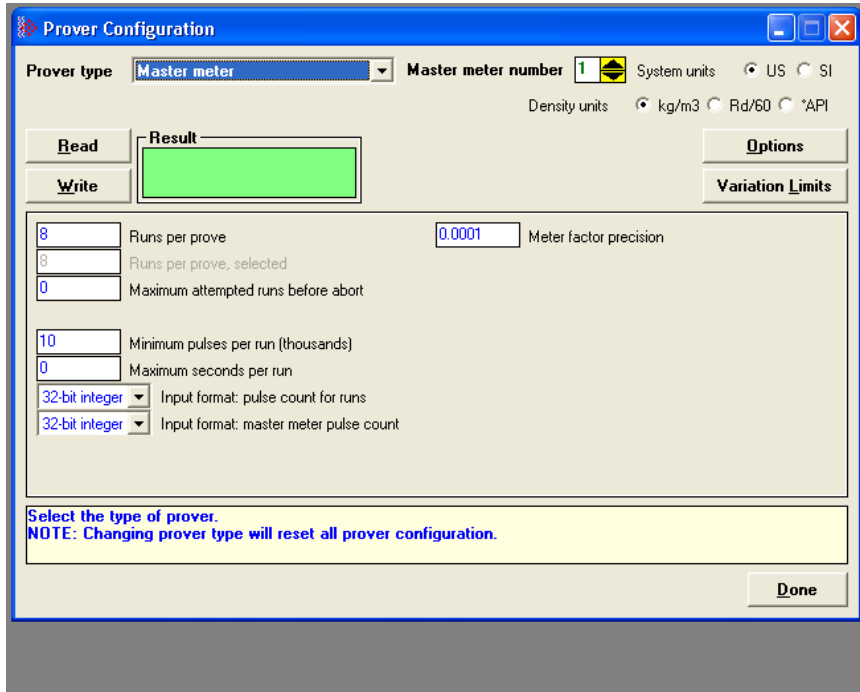 Prover Configuration
Prover type Master meter Master meter number 1 System units US SI
Density units kg/m3 Rd/60 °API
Read Result Options
Write Variation Limits
8 Runs per prove 0.0001 Meter factor precision
8 Runs per prove, selected
0 Maximum attempted runs before abort
10 Minimum pulses per run (thousands)
0 Maximum seconds per run
32-bit integer Input format: pulse count for runs
32-bit integer Input format: master meter pulse count
Select the type of prover.
NOTE: Changing prover type will reset all prover configuration.
Done